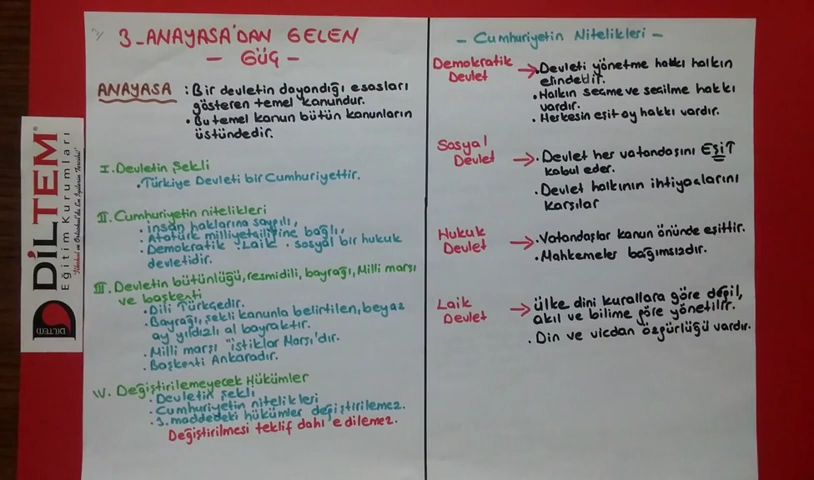 3-ANAYASA'DAN GELEN
- GÜÇ -
ANAYASA : Bir devletin dayandığı esasları
gösteren temel kanundur.
• Bu temel kanun bütün kanunların
üstündedir.
I. Devletin Şekli
• Türkiye Devleti bir Cumhuriyettir.
II. Cumhuriyetin nitelikleri
• insan haklarına saygılı,
• Atatürk milliyetçiliğine bağlı,
• Demokratik • Laik • sosyal bir hukuk
devletidir.
III. Devletin bütünlüğü, resmi dili, bayrağı, Milli marşı
ve başkenti
• Dili Türkçedir.
• Bayrağı, şekli kanunla belirtilen, beyaz
ay yıldızlı al bayraktır.
• Milli marşı "istiklar Marşı'dır.
• Başkenti Ankaradır.
IV. Değiştirilemeyecek Hükümler
• Devletin şekli
• Cumhuriyetin nitelikleri
• 3. maddedeki hükümler değiştirilemez.
Değiştirilmesi teklif dahi edilemez.
- Cumhuriyetin Nitelikleri -
Demokratik Devlet → • Devleti yönetme hakkı halkın
elindedir.
• Halkın seçme ve seçilme hakkı
vardır.
• Herkesin eşit oy hakkı vardır.
Sosyal Devlet → • Devlet her vatandaşını EŞİT
kabul eder.
• Devlet halkının ihtiyaçlarını
karşılar
Hukuk Devlet → • Vatandaşlar kanun önünde eşittir.
• Mahkemeler bağımsızdır.
Laik Devlet → • ülke dini kurallara göre değil,
akıl ve bilime göre yönetilir.
• Din ve vicdan özgürlüğü vardır.
DİLTEM
Eğitim Kurumları
DİLTEM